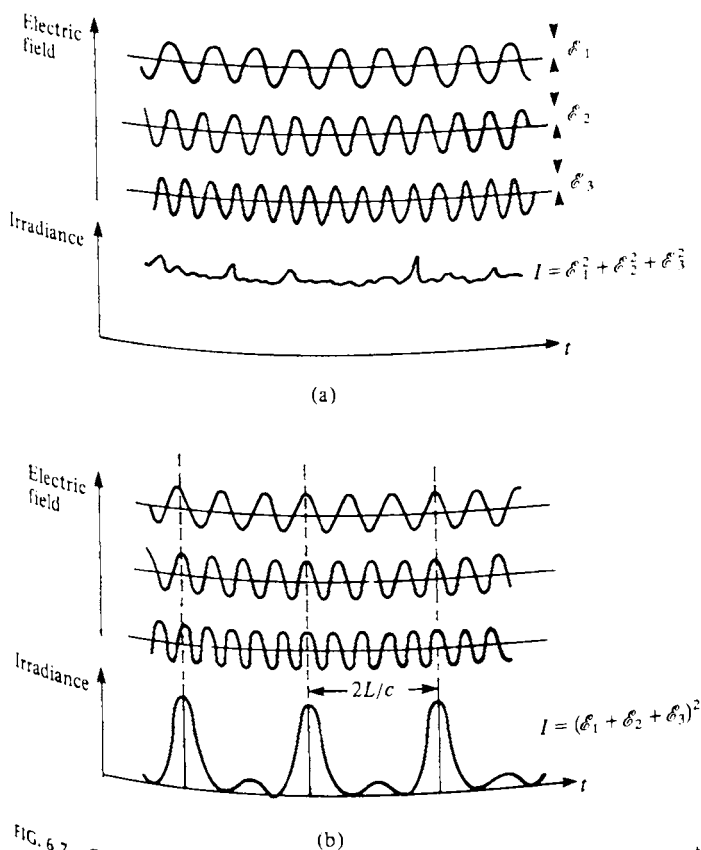 Electric
field
ℰ₁
ℰ₂
ℰ₃
Irradiance
I = ℰ₁² + ℰ₂² + ℰ₃²
t
(a)
Electric
field
Irradiance
2L/c
I = (ℰ₁ + ℰ₂ + ℰ₃)²
t
(b)
FIG. 6.7